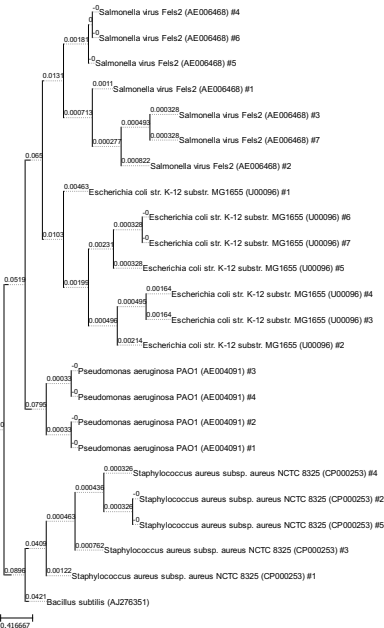 -0
Salmonella virus Fels2 (AE006468) #4
0
-0
Salmonella virus Fels2 (AE006468) #6
0.00181
-0
Salmonella virus Fels2 (AE006468) #5
0.0131
0.0011
Salmonella virus Fels2 (AE006468) #1
0.000713
0.000328
Salmonella virus Fels2 (AE006468) #3
0.000493
0.000328
Salmonella virus Fels2 (AE006468) #7
0.000277
0.000822
Salmonella virus Fels2 (AE006468) #2
0.065
0.00463
Escherichia coli str. K-12 substr. MG1655 (U00096) #1
-0
Escherichia coli str. K-12 substr. MG1655 (U00096) #6
0.000328
-0
Escherichia coli str. K-12 substr. MG1655 (U00096) #7
0.0103
0.00231
0.000328
Escherichia coli str. K-12 substr. MG1655 (U00096) #5
0.00199
0.00164
Escherichia coli str. K-12 substr. MG1655 (U00096) #4
0.000495
0.00164
Escherichia coli str. K-12 substr. MG1655 (U00096) #3
0.000496
0.00214
Escherichia coli str. K-12 substr. MG1655 (U00096) #2
0.0519
-0
Pseudomonas aeruginosa PAO1 (AE004091) #3
0.00033
-0
Pseudomonas aeruginosa PAO1 (AE004091) #4
0.0795
-0
Pseudomonas aeruginosa PAO1 (AE004091) #2
0.00033
-0
Pseudomonas aeruginosa PAO1 (AE004091) #1
0
0.000326
Staphylococcus aureus subsp. aureus NCTC 8325 (CP000253) #4
0.000436
-0
Staphylococcus aureus subsp. aureus NCTC 8325 (CP000253) #2
0.000326
-0
Staphylococcus aureus subsp. aureus NCTC 8325 (CP000253) #5
0.000463
0.000762
Staphylococcus aureus subsp. aureus NCTC 8325 (CP000253) #3
0.0409
0.00122
Staphylococcus aureus subsp. aureus NCTC 8325 (CP000253) #1
0.0896
0.0421
Bacillus subtilis (AJ276351)
0.416667